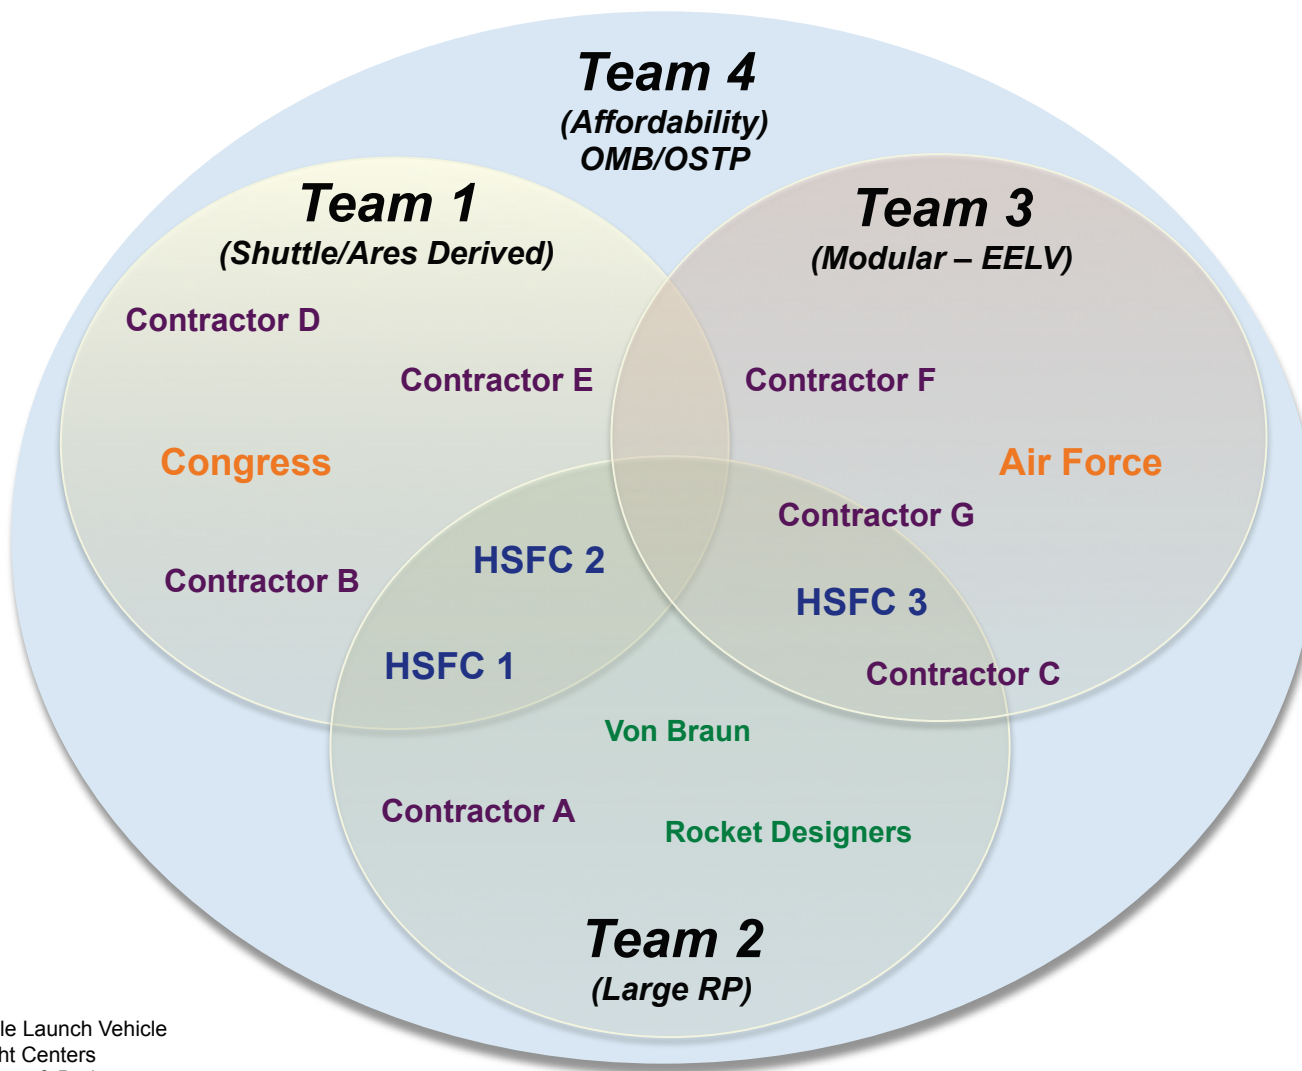 Team 4
(Affordability)
OMB/OSTP
Team 1
(Shuttle/Ares Derived)
Team 3
(Modular – EELV)
Contractor D
Contractor E
Contractor F
Congress
Air Force
Contractor G
HSFC 2
Contractor B
HSFC 3
HSFC 1
Contractor C
Von Braun
Contractor A
Rocket Designers
Team 2
(Large RP)
Launch Vehicle
Centers